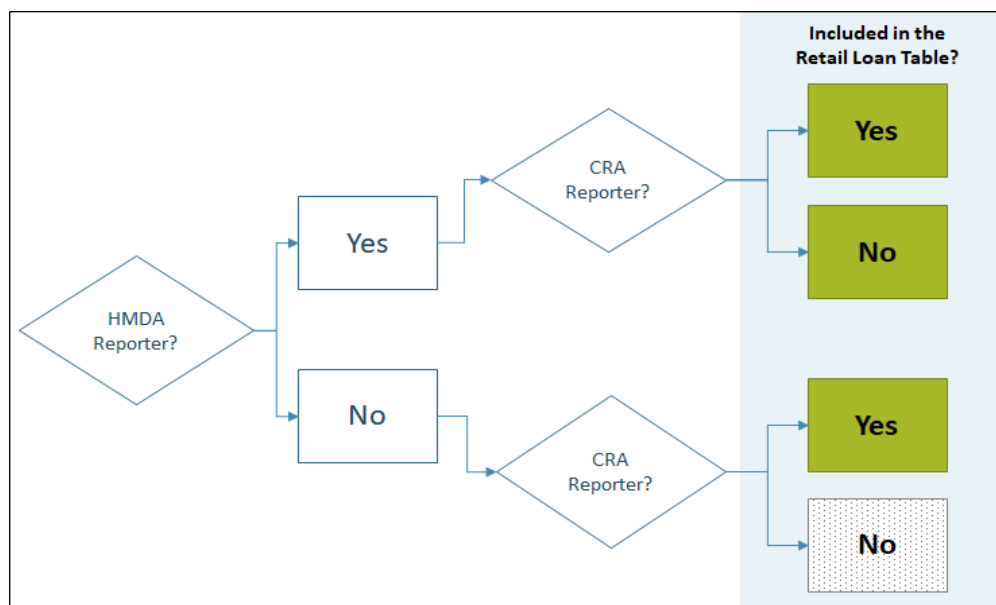 Included in the
Retail Loan Table?
Yes
CRA
Reporter?
Yes
No
HMDA
Reporter?
No
Yes
CRA
Reporter?
No